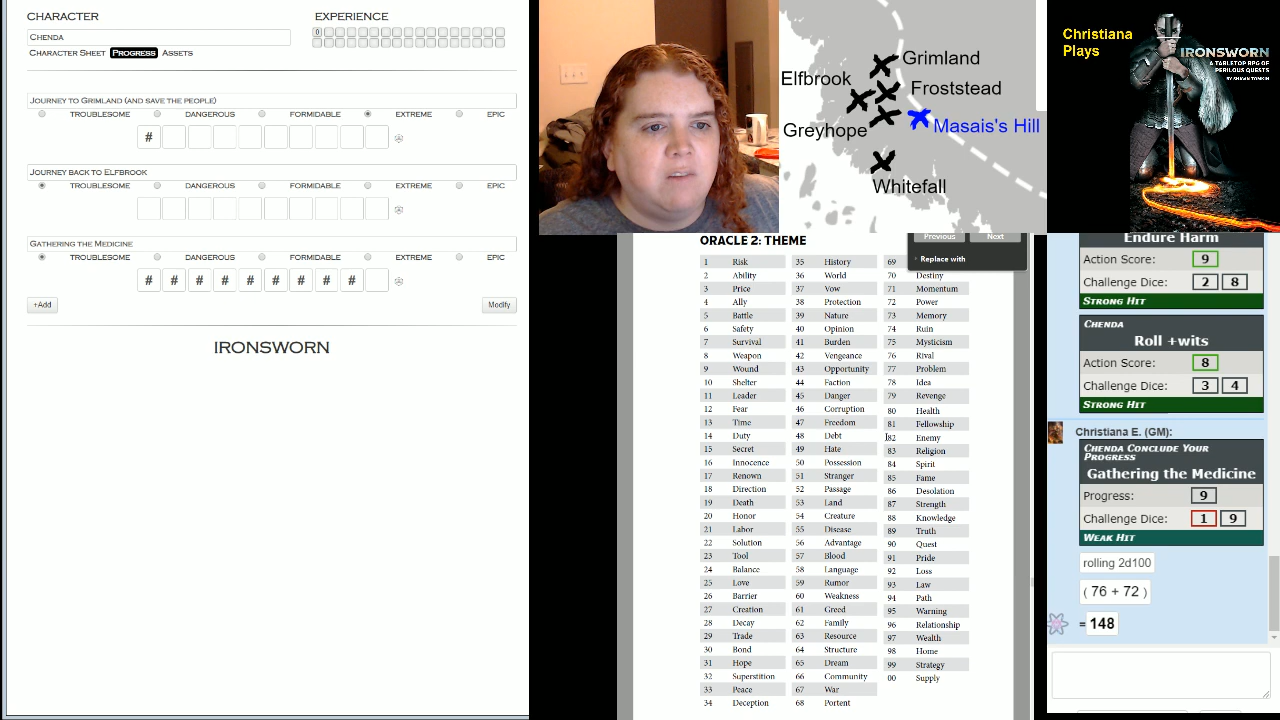 CHARACTER
EXPERIENCE
Chenda
0
Character Sheet Progress Assets
Journey to Grimland (and save the people)
Troublesome Dangerous Formidable Extreme Epic
#
Journey back to Elfbrook
Troublesome Dangerous Formidable Extreme Epic
Gathering the Medicine
Troublesome Dangerous Formidable Extreme Epic
# # # # # # # # #
+Add
Modify
IRONSWORN
Grimland
Elfbrook
Froststead
Greyhope
Masais's Hill
Whitefall
Christiana
Plays
IRONSWORN
A TABLETOP RPG OF
PERILOUS QUESTS
BY SHAWN TOMKIN
ORACLE 2: THEME
Previous Next
Replace with
1 Risk
2 Ability
3 Price
4 Ally
5 Battle
6 Safety
7 Survival
8 Weapon
9 Wound
10 Shelter
11 Leader
12 Fear
13 Time
14 Duty
15 Secret
16 Innocence
17 Renown
18 Direction
19 Death
20 Honor
21 Labor
22 Solution
23 Tool
24 Balance
25 Love
26 Barrier
27 Creation
28 Decay
29 Trade
30 Bond
31 Hope
32 Superstition
33 Peace
34 Deception
35 History
36 World
37 Vow
38 Protection
39 Nature
40 Opinion
41 Burden
42 Vengeance
43 Opportunity
44 Faction
45 Danger
46 Corruption
47 Freedom
48 Debt
49 Hate
50 Possession
51 Stranger
52 Passage
53 Land
54 Creature
55 Disease
56 Advantage
57 Blood
58 Language
59 Rumor
60 Weakness
61 Greed
62 Family
63 Resource
64 Structure
65 Dream
66 Community
67 War
68 Portent
69
70 Destiny
71 Momentum
72 Power
73 Memory
74 Ruin
75 Mysticism
76 Rival
77 Problem
78 Idea
79 Revenge
80 Health
81 Fellowship
82 Enemy
83 Religion
84 Spirit
85 Fame
86 Desolation
87 Strength
88 Knowledge
89 Truth
90 Quest
91 Pride
92 Loss
93 Law
94 Path
95 Warning
96 Relationship
97 Wealth
98 Home
99 Strategy
00 Supply
Endure Harm
Action Score: 9
Challenge Dice: 2 8
Strong Hit
Chenda
Roll +wits
Action Score: 8
Challenge Dice: 3 4
Strong Hit
Christiana E. (GM):
Chenda Conclude Your
Progress
Gathering the Medicine
Progress: 9
Challenge Dice: 1 9
Weak Hit
rolling 2d100
( 76 + 72 )
= 148